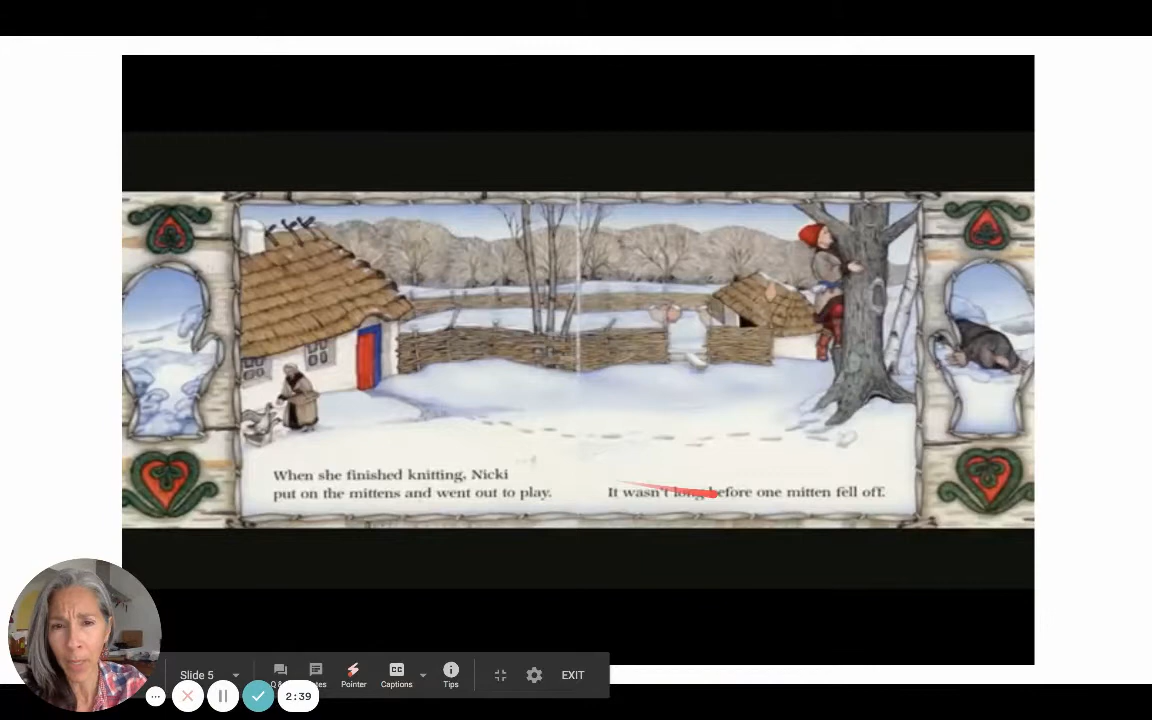 When she finished knitting, Nicki
put on the mittens and went out to play.
It wasn't long before one mitten fell off.
Slide 5
Pointer
Captions
Tips
EXIT
CC
2:39